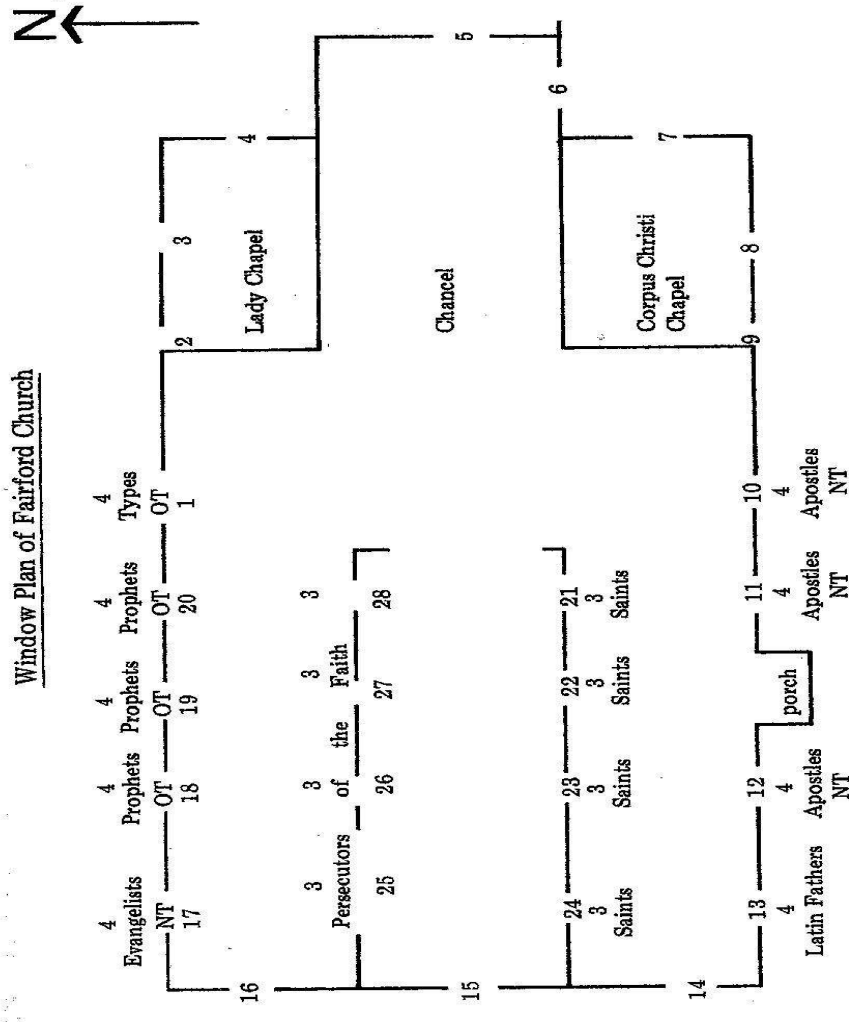 Window Plan of Fairford Church
N
4 4 4 4 4
Evangelists Prophets Prophets Prophets Types
NT OT OT OT OT
17 18 19 20 1
2
3
4
Lady Chapel
5
Chancel
6
7
Corpus Christi
Chapel
8
9
16
3 3 3 3
Persecutors of the Faith
25 26 27 28
15
24 23 22 21
3 3 3 3
Saints Saints Saints Saints
14
porch
13 12 11 10
4 4 4 4
Latin Fathers Apostles Apostles Apostles
NT NT NT